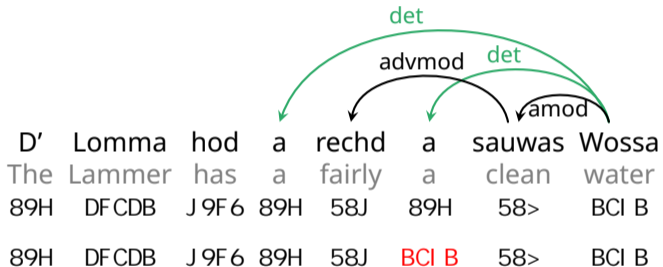 det
advmod det
amod
D’ Lomma hod a rechd a sauwas Wossa
The Lammer has a fairly a clean water
89H DFCDB J9F6 89H 58J 89H 58> BCI B
89H DFCDB J9F6 89H 58J BCI B 58> BCI B